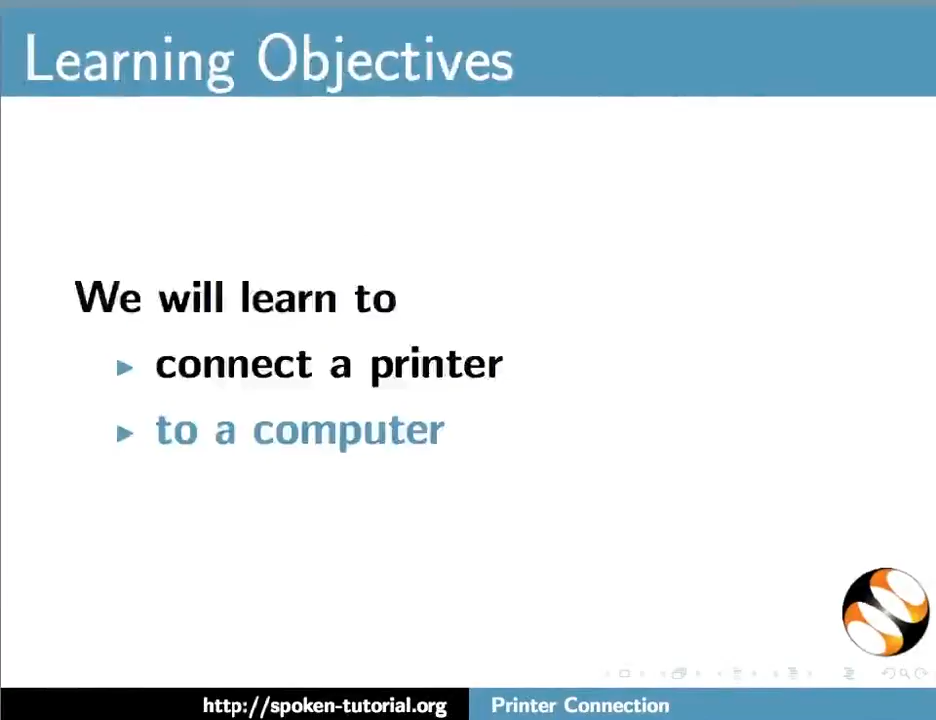 Learning Objectives
We will learn to
▶ connect a printer
▶ to a computer
http://spoken-tutorial.org Printer Connection